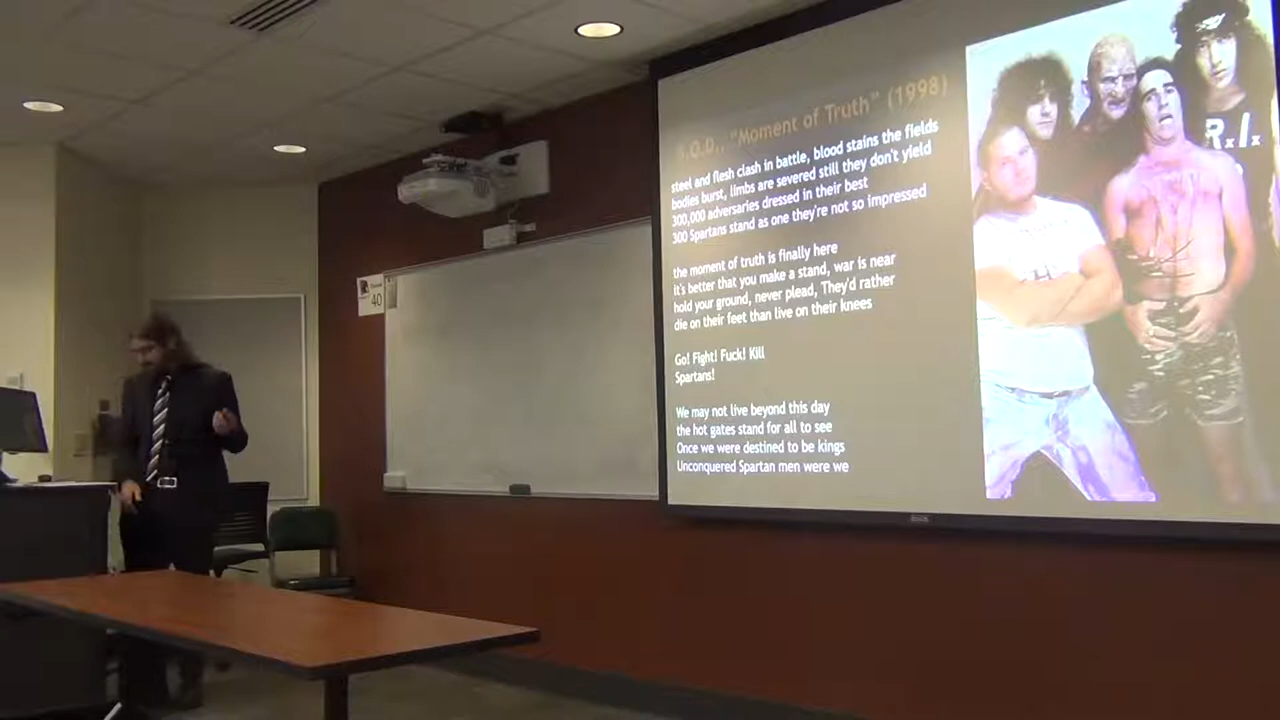 S.O.D., "Moment of Truth" (1998)
steel and flesh clash in battle, blood stains the fields
bodies burst, limbs are severed still they don't yield
300,000 adversaries dressed in their best
300 Spartans stand as one they're not so impressed
the moment of truth is finally here
it's better that you make a stand, war is near
hold your ground, never plead, They'd rather
die on their feet than live on their knees
Go! Fight! Fuck! Kill
Spartans!
We may not live beyond this day
the hot gates stand for all to see
Once we were destined to be kings
Unconquered Spartan men were we
40